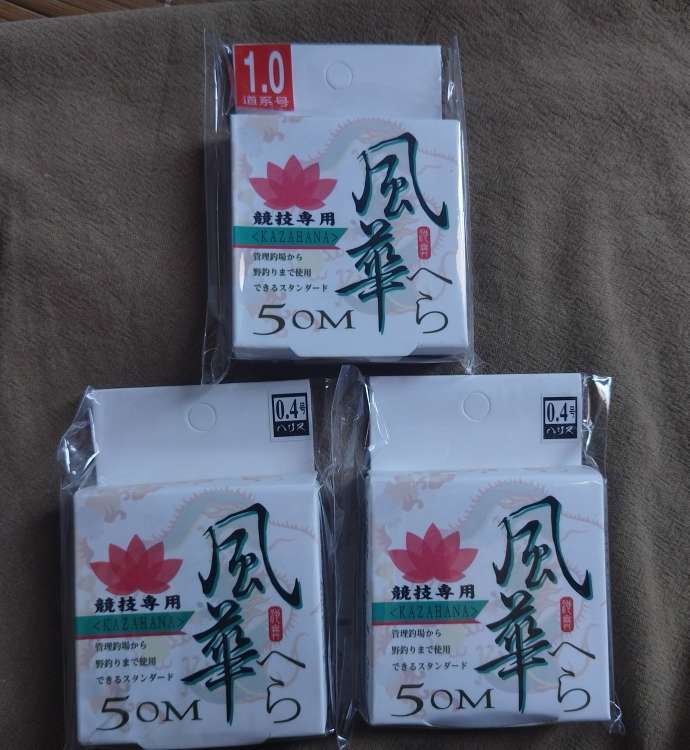 1.0
道系号
風華
競技専用
<KAZAHANA>
管理釣場から
野釣りまで使用
できるスタンダード
へら
50M
0.4号
ハリス
風華
競技専用
<KAZAHANA>
管理釣場から
野釣りまで使用
できるスタンダード
へら
50M
0.4号
ハリス
風華
競技専用
<KAZAHANA>
管理釣場から
野釣りまで使用
できるスタンダード
へら
50M